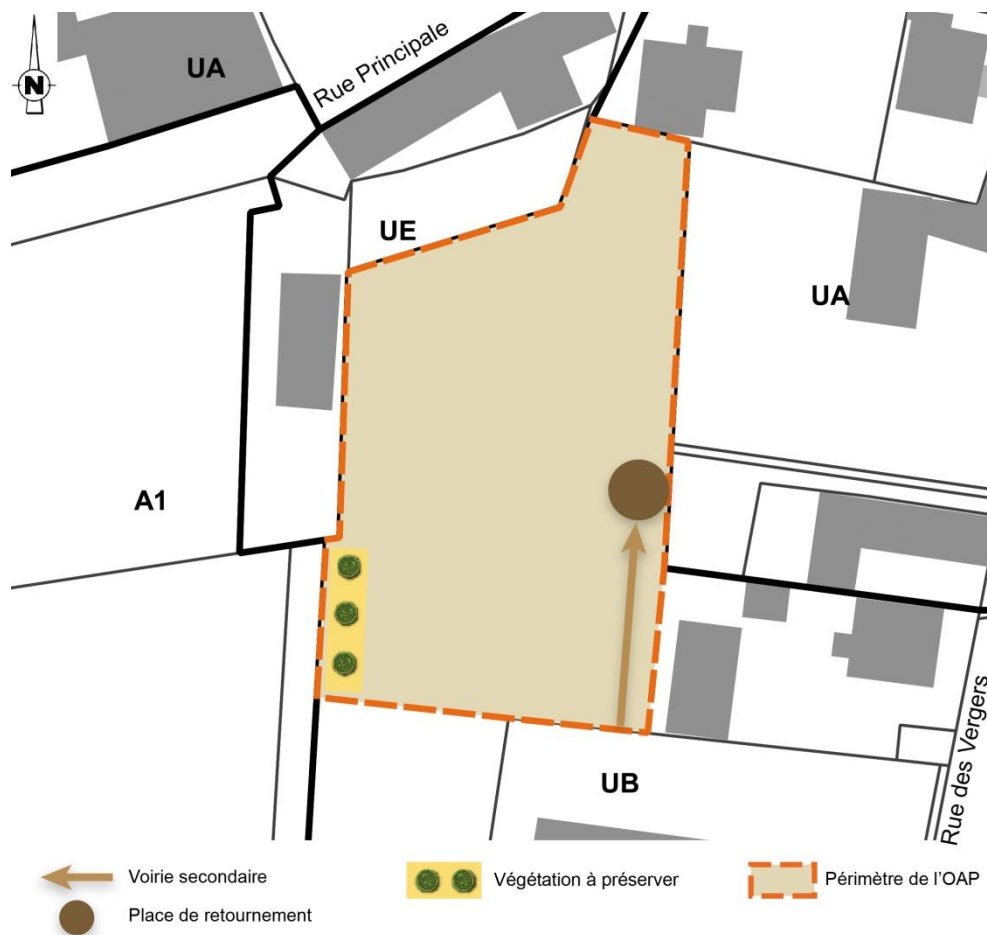 N
UA
Rue Principale
UE
UA
A1
UB
Rue des Vergers
Voirie secondaire
Végétation à préserver
Périmètre de l'OAP
Place de retournement